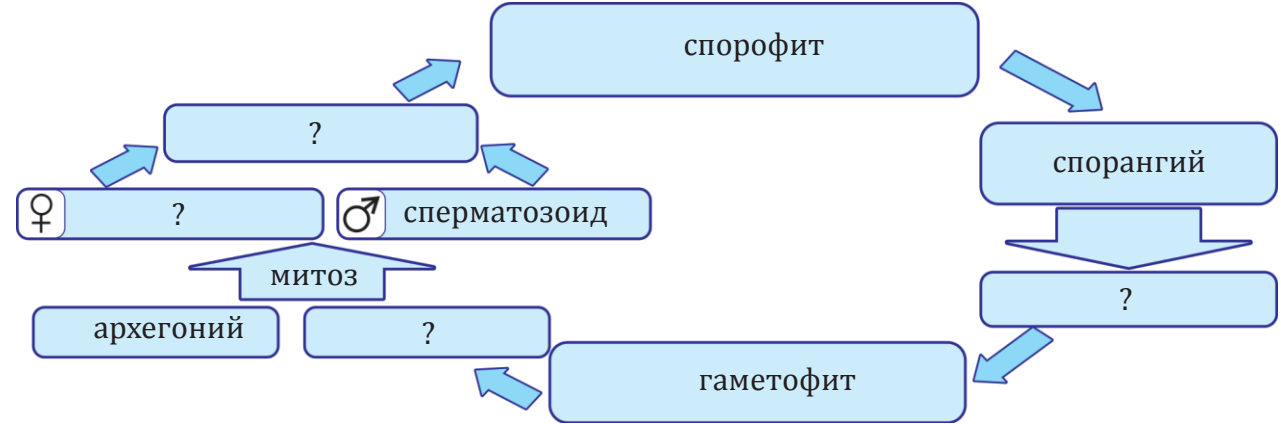 спорофит
?
спорангий
♀ ?
♂ сперматозоид
митоз
?
архегоний
?
гаметофит